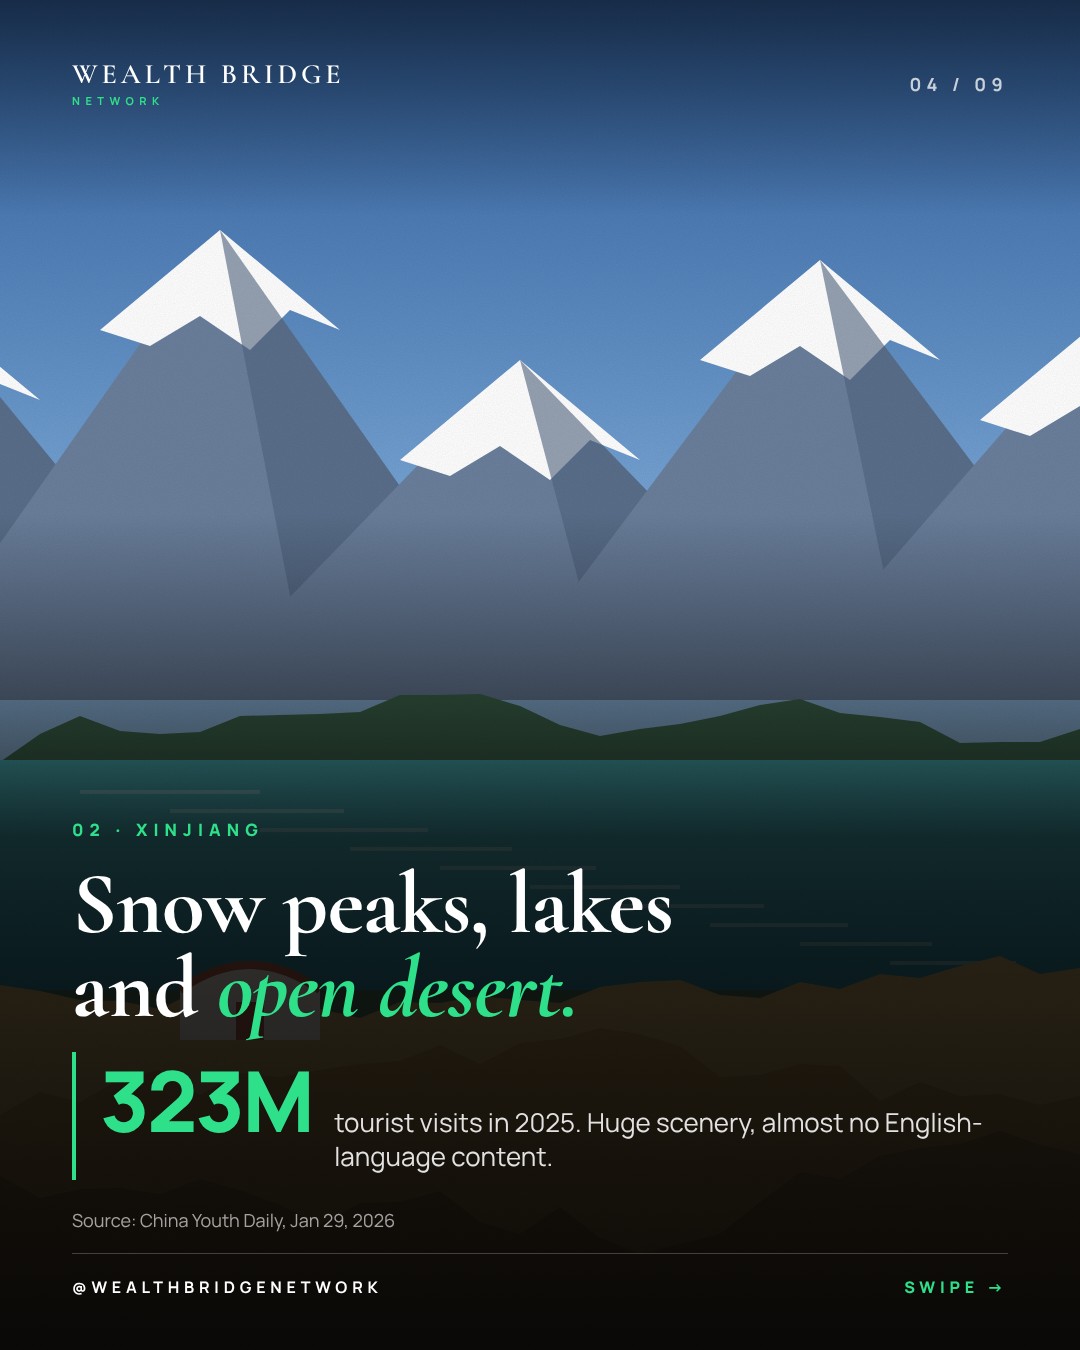 WEALTH BRIDGE
NETWORK
04 / 09
02 · XINJIANG
Snow peaks, lakes
and open desert.
323M
tourist visits in 2025. Huge scenery, almost no English-
language content.
Source: China Youth Daily, Jan 29, 2026
@WEALTHBRIDGENETWORK
SWIPE →